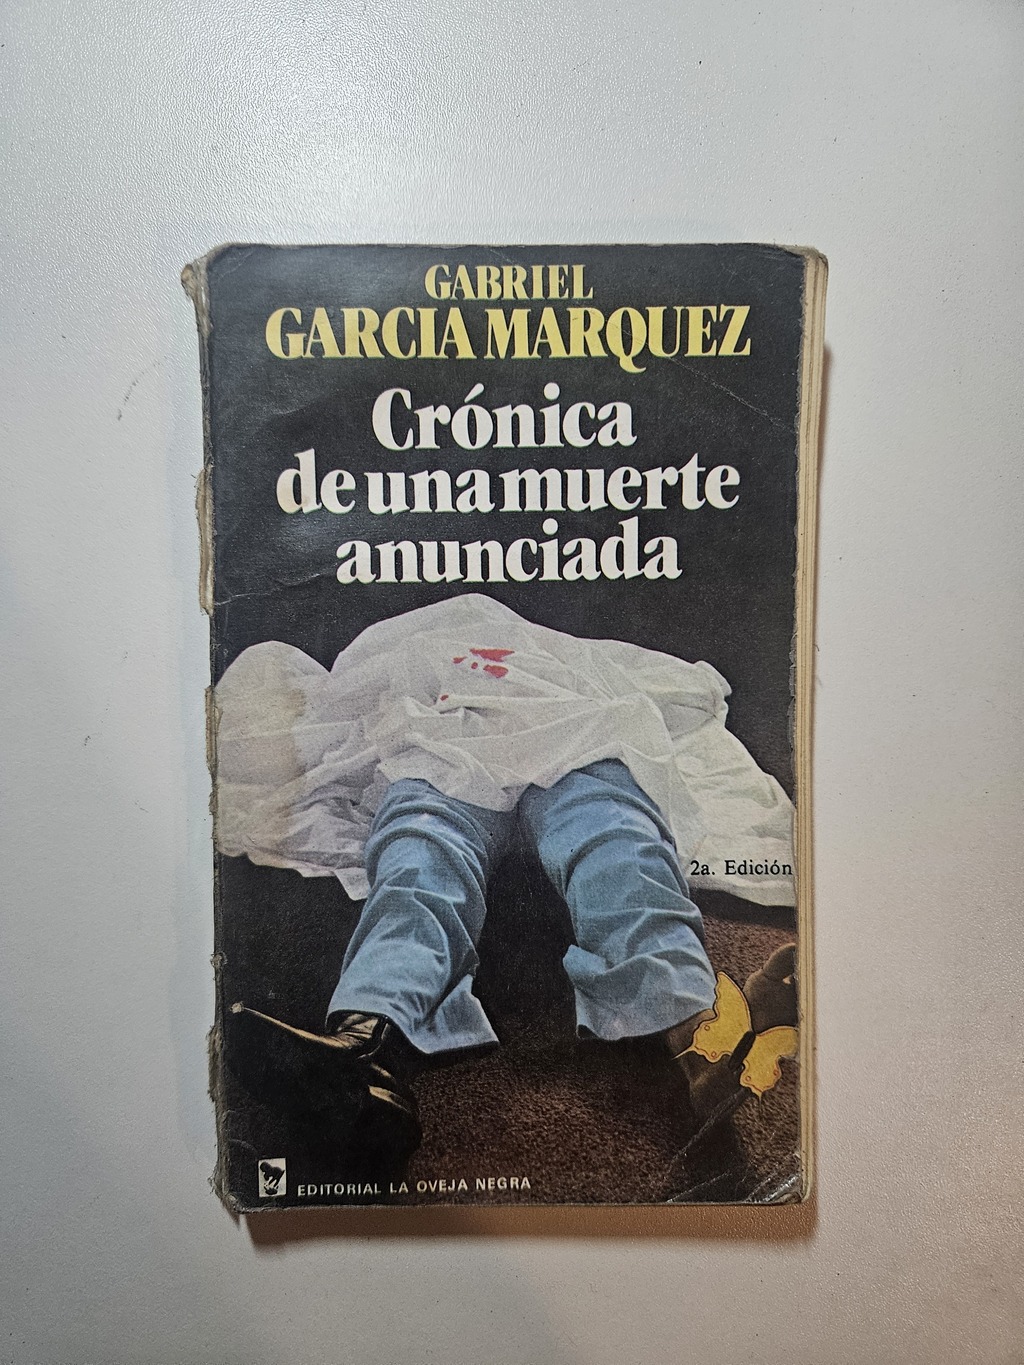 GABRIEL
GARCIA MARQUEZ
Crónica
de una muerte
anunciada
2a. Edición
EDITORIAL LA OVEJA NEGRA